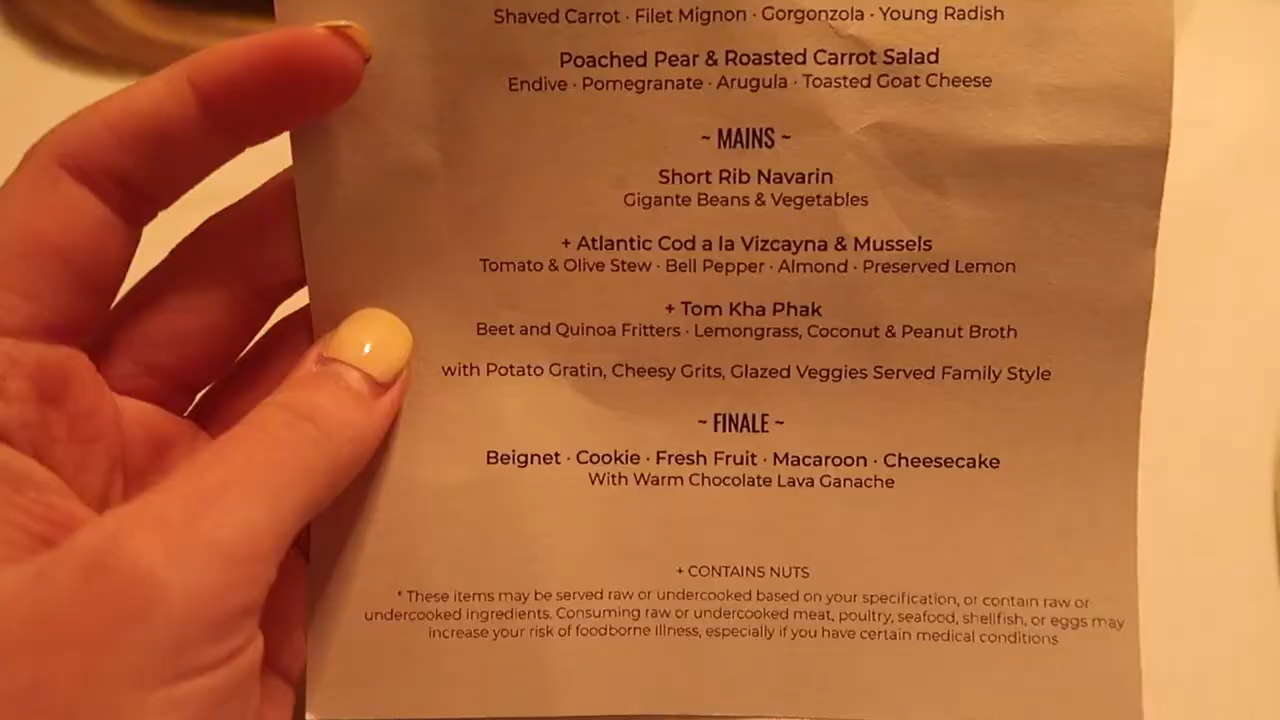 Shaved Carrot · Filet Mignon · Gorgonzola · Young Radish
Poached Pear & Roasted Carrot Salad
Endive · Pomegranate · Arugula · Toasted Goat Cheese
~ MAINS ~
Short Rib Navarin
Gigante Beans & Vegetables
+ Atlantic Cod a la Vizcayna & Mussels
Tomato & Olive Stew · Bell Pepper · Almond · Preserved Lemon
+ Tom Kha Phak
Beet and Quinoa Fritters · Lemongrass, Coconut & Peanut Broth
with Potato Gratin, Cheesy Grits, Glazed Veggies Served Family Style
~ FINALE ~
Beignet · Cookie · Fresh Fruit · Macaroon · Cheesecake
With Warm Chocolate Lava Ganache
+ CONTAINS NUTS
* These items may be served raw or undercooked based on your specification, or contain raw or
undercooked ingredients. Consuming raw or undercooked meat, poultry, seafood, shellfish, or eggs may
increase your risk of foodborne Illness, especially if you have certain medical conditions